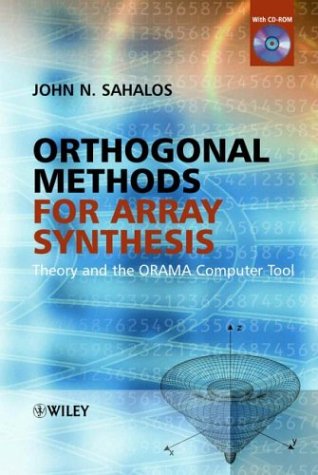 With CD-ROM
JOHN N. SAHALOS
ORTHOGONAL
METHODS
FOR ARRAY
SYNTHESIS
Theory and the ORAMA Computer Tool
z
x
y
WILEY